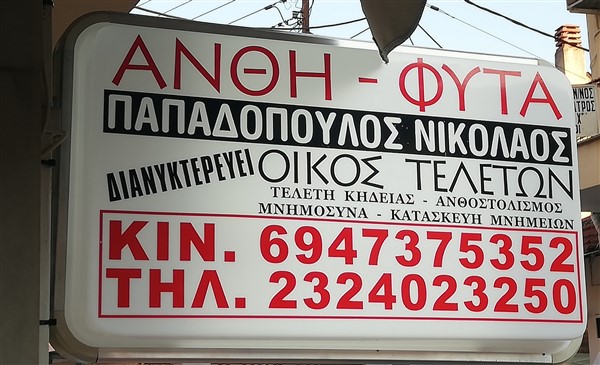 ΑΝΘΗ - ΦΥΤΑ
ΠΑΠΑΔΟΠΟΥΛΟΣ ΝΙΚΟΛΑΟΣ
ΔΙΑΝΥΚΤΕΡΕΥΕΙ ΟΙΚΟΣ ΤΕΛΕΤΩΝ
ΤΕΛΕΤΗ ΚΗΔΕΙΑΣ - ΑΝΘΟΣΤΟΛΙΣΜΟΣ
ΜΝΗΜΟΣΥΝΑ - ΚΑΤΑΣΚΕΥΗ ΜΝΗΜΕΙΩΝ
ΚΙΝ. 6947375352
ΤΗΛ. 2324023250